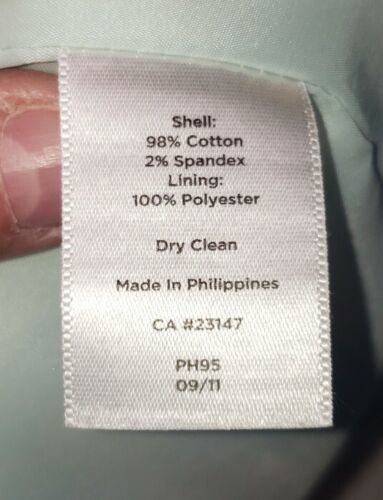 Shell:
98% Cotton
2% Spandex
Lining:
100% Polyester
Dry Clean
Made In Philippines
CA #23147
PH95
09/11